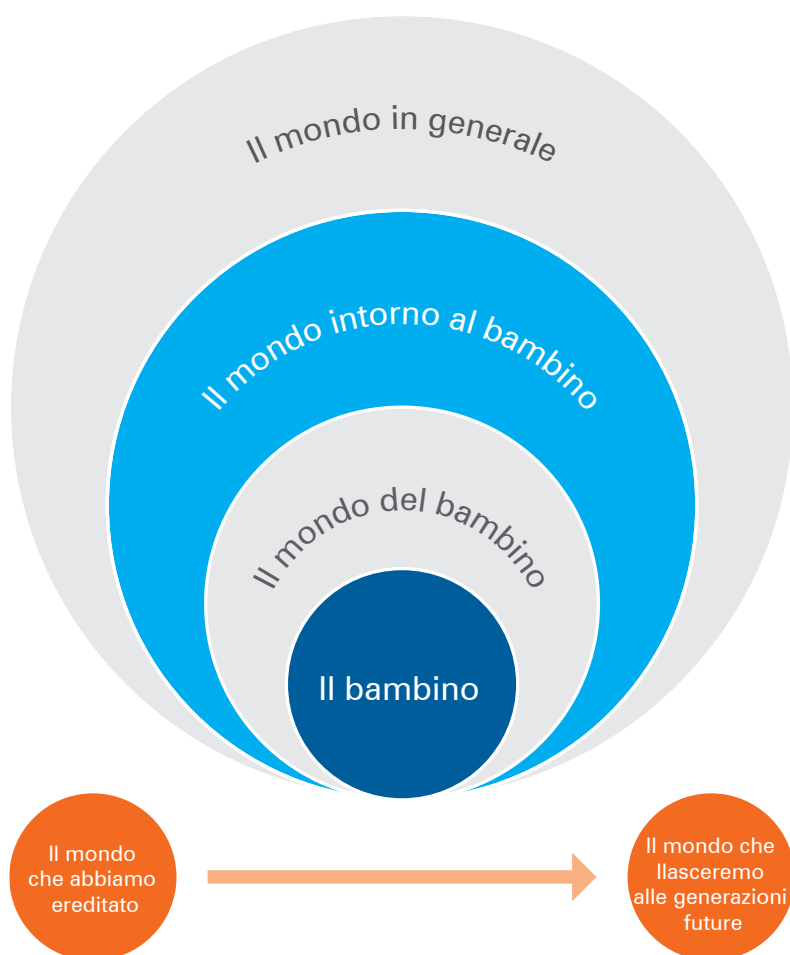 Il mondo in generale
Il mondo intorno al bambino
Il mondo del bambino
Il bambino
Il mondo
che abbiamo
ereditato
Il mondo che
llasceremo
alle generazioni
future